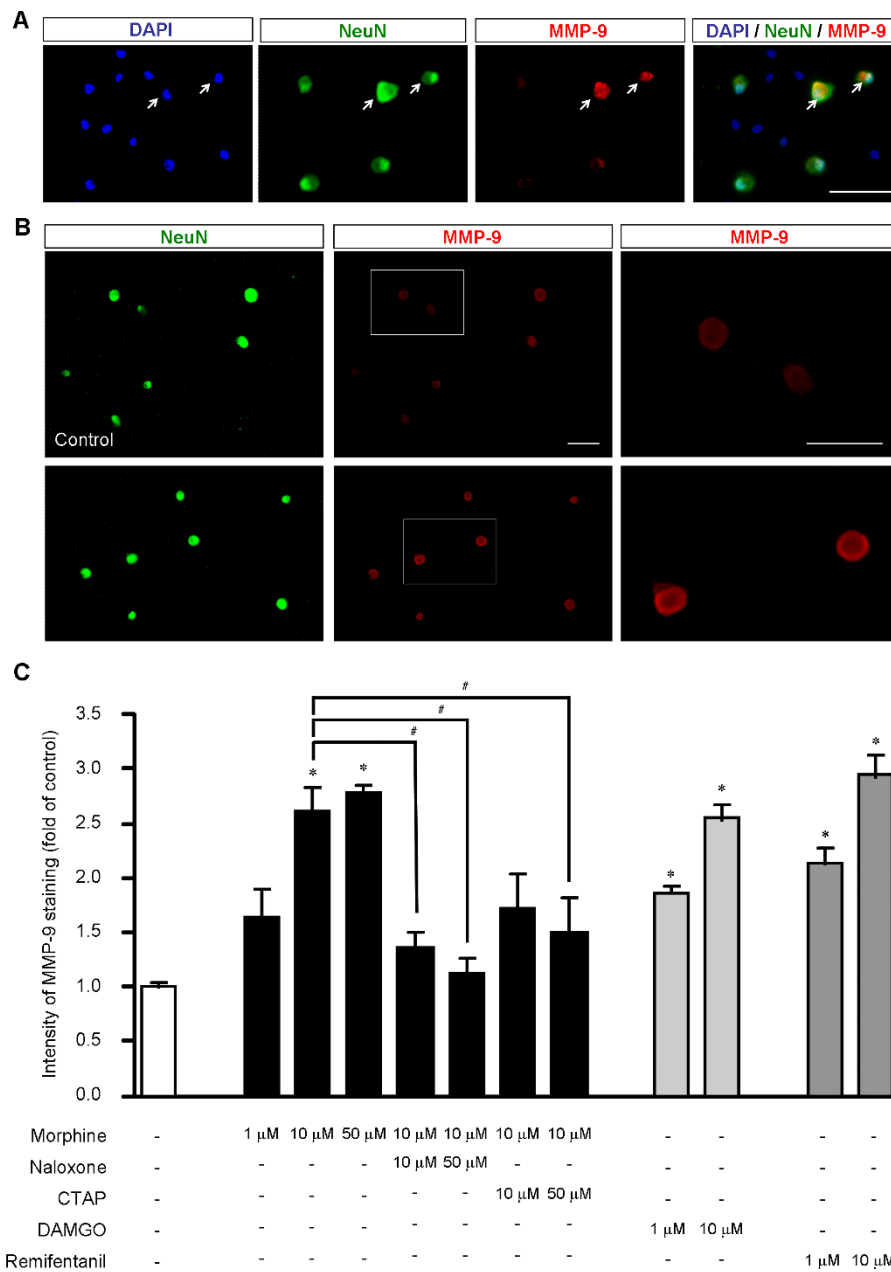 A
DAPI NeuN MMP-9 DAPI / NeuN / MMP-9
B
NeuN MMP-9 MMP-9
Control
C
Intensity of MMP-9 staining (fold of control)
3.5
3.0
2.5
2.0
1.5
1.0
0.5
0.0
#
#
#
* *
* *
* *
Morphine - 1 μM 10 μM 50 μM 10 μM 10 μM 10 μM 10 μM - - - -
Naloxone - - - - 10 μM 50 μM - - - - - -
CTAP - - - - - - 10 μM 50 μM - - - -
DAMGO - - - - - - - - 1 μM 10 μM - -
Remifentanil - - - - - - - - - - 1 μM 10 μM